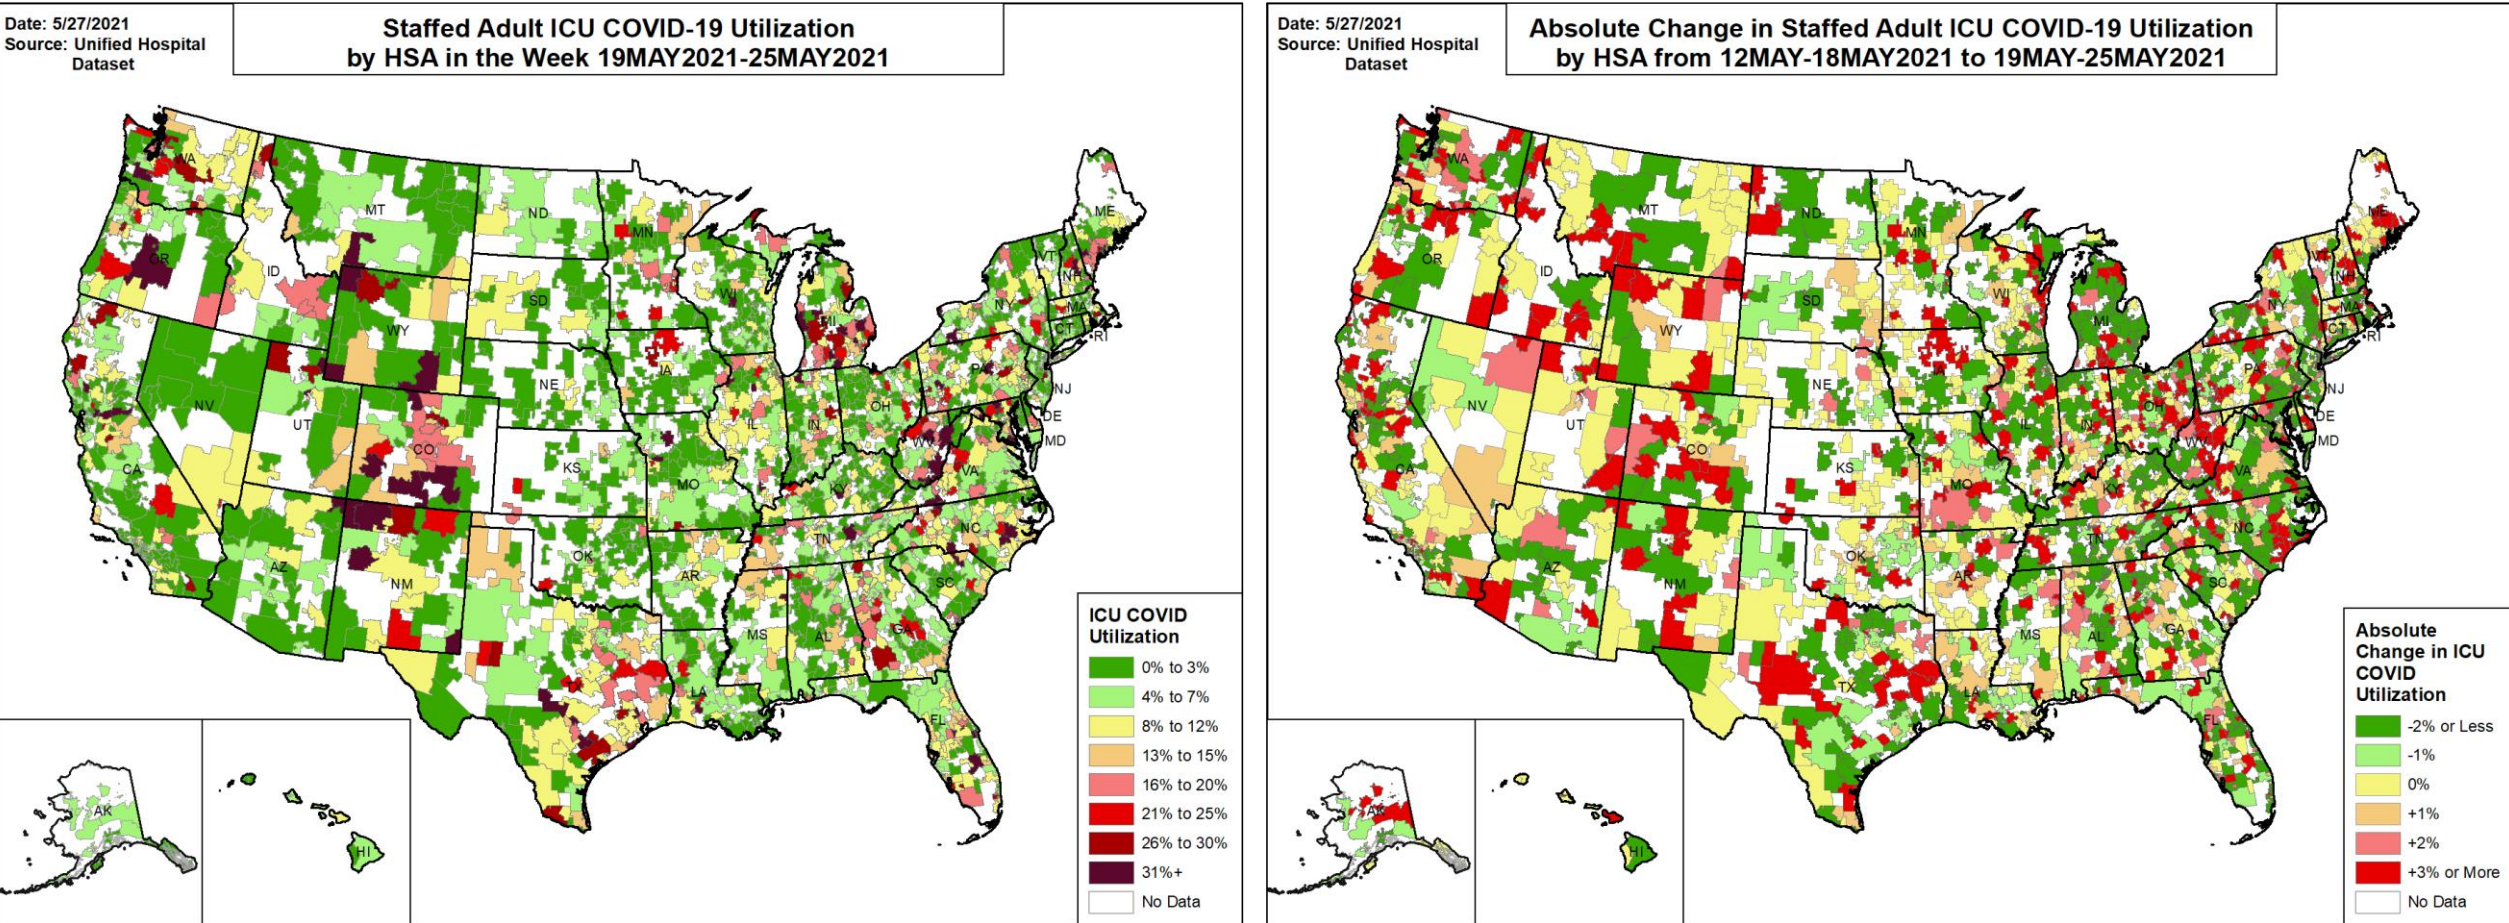 Date: 5/27/2021
Source: Unified Hospital
Dataset
Staffed Adult ICU COVID-19 Utilization
by HSA in the Week 19MAY2021-25MAY2021
WA
MT
ND
MN
ME
OR
ID
SD
WI
VT
NH
WY
MI
NY
MA
CT
RI
NV
UT
NE
IA
PA
NJ
CO
IL
IN
OH
DE
MD
CA
KS
MO
KY
WV
VA
AZ
NM
OK
AR
TN
NC
SC
TX
LA
MS
AL
GA
FL
AK
HI
ICU COVID
Utilization
0% to 3%
4% to 7%
8% to 12%
13% to 15%
16% to 20%
21% to 25%
26% to 30%
31%+
No Data
Date: 5/27/2021
Source: Unified Hospital
Dataset
Absolute Change in Staffed Adult ICU COVID-19 Utilization
by HSA from 12MAY-18MAY2021 to 19MAY-25MAY2021
WA
MT
ND
MN
ME
OR
ID
SD
WI
VT
NH
WY
MI
NY
MA
CT
RI
NV
UT
NE
IA
PA
NJ
CO
IL
IN
OH
DE
MD
CA
KS
MO
KY
WV
VA
AZ
NM
OK
AR
TN
NC
SC
TX
LA
MS
AL
GA
FL
AK
HI
Absolute
Change in ICU
COVID
Utilization
-2% or Less
-1%
0%
+1%
+2%
+3% or More
No Data